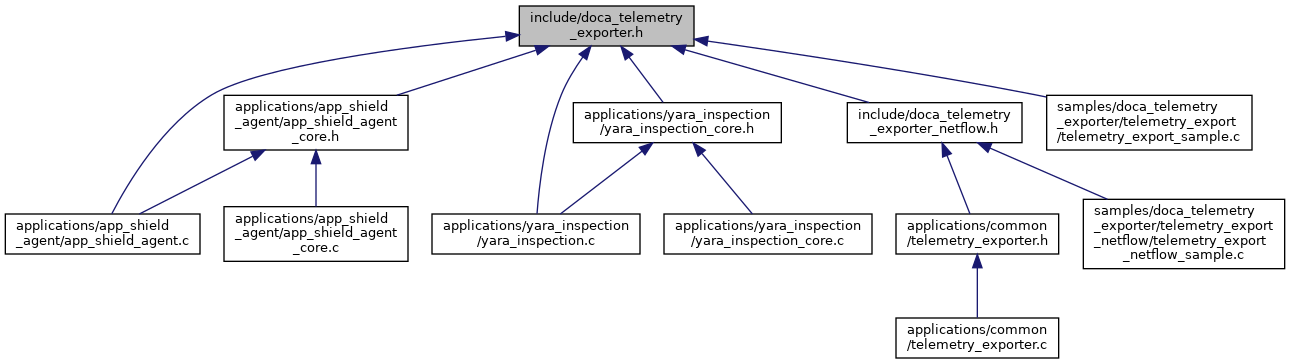 include/doca_telemetry
_exporter.h
applications/app_shield
_agent/app_shield_agent
_core.h
applications/yara_inspection
/yara_inspection_core.h
include/doca_telemetry
_exporter_netflow.h
samples/doca_telemetry
_exporter/telemetry_export
/telemetry_export_sample.c
applications/app_shield
_agent/app_shield_agent.c
applications/app_shield
_agent/app_shield_agent
_core.c
applications/yara_inspection
/yara_inspection.c
applications/yara_inspection
/yara_inspection_core.c
applications/common
/telemetry_exporter.h
samples/doca_telemetry
_exporter/telemetry_export
_netflow/telemetry_export
_netflow_sample.c
applications/common
/telemetry_exporter.c